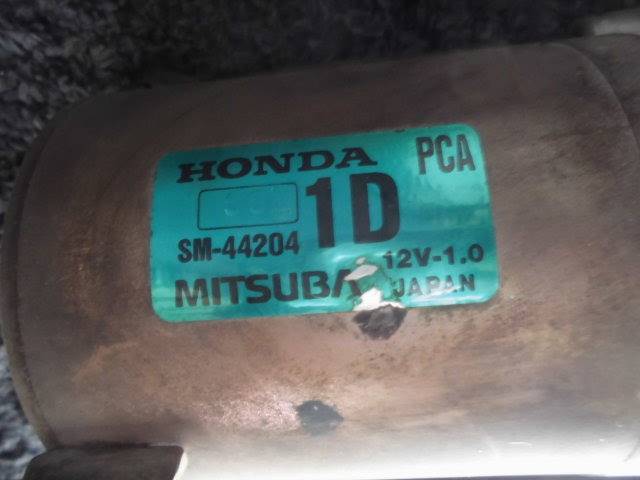 HONDA PCA
1D
SM-44204 12V-1.0
MITSUBA JAPAN